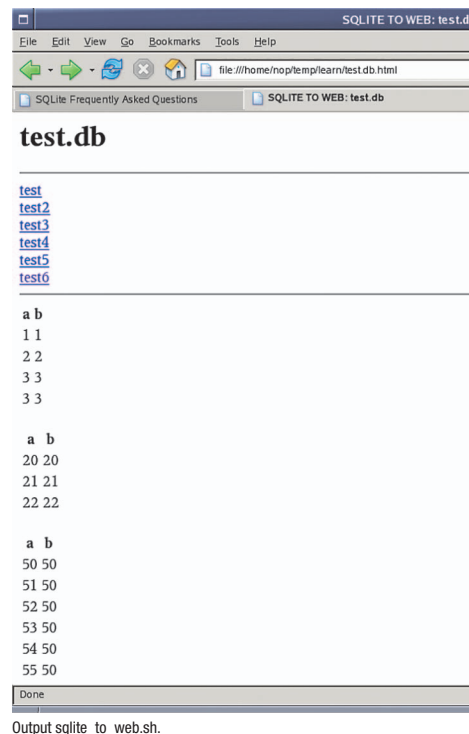 SQLITE TO WEB: test.d
File Edit View Go Bookmarks Tools Help
file:///home/nop/temp/learn/test.db.html
SQLite Frequently Asked Questions
SQLITE TO WEB: test.db
test.db
test
test2
test3
test4
test5
test6
a b
1 1
2 2
3 3
3 3
a b
20 20
21 21
22 22
a b
50 50
51 50
52 50
53 50
54 50
55 50
Done
Output sqlite_to_web.sh.